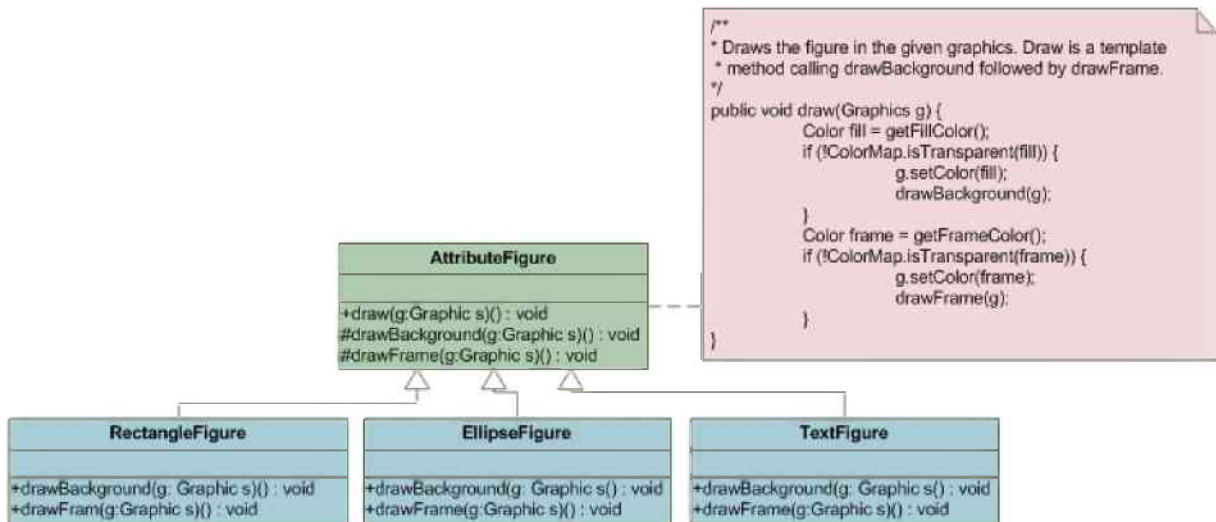 /**
* Draws the figure in the given graphics. Draw is a template
* method calling drawBackground followed by drawFrame.
*/
public void draw(Graphics g) {
Color fill = getFillColor();
if (!ColorMap.isTransparent(fill)) {
g.setColor(fill);
drawBackground(g);
}
Color frame = getFrameColor();
if (!ColorMap.isTransparent(frame)) {
g.setColor(frame);
drawFrame(g);
}
}
AttributeFigure
+draw(g:Graphic s)() : void
#drawBackground(g:Graphic s)() : void
#drawFrame(g:Graphic s)() : void
RectangleFigure
+drawBackground(g: Graphic s)() : void
+drawFram(g:Graphic s)() : void
EllipseFigure
+drawBackground(g: Graphic s() : void
+drawFrame(g:Graphic s)() : void
TextFigure
+drawBackground(g: Graphic s() : void
+drawFrame(g:Graphic s)() : void